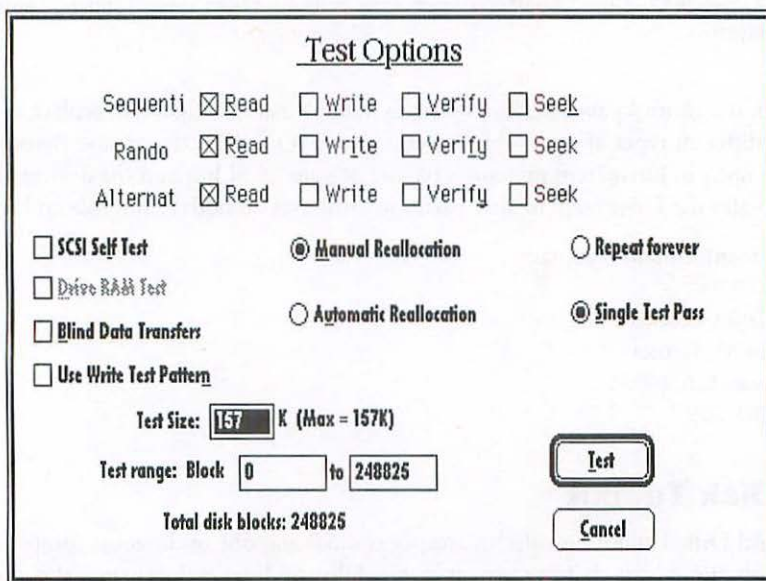 Test Options
Sequenti Read Write Verify Seek
Rando Read Write Verify Seek
Alternat Read Write Verify Seek
SCSI Self Test Manual Reallocation Repeat forever
Drive RAM Test
Automatic Reallocation Single Test Pass
Blind Data Transfers
Use Write Test Pattern
Test Size: 157 K (Max = 157K)
Test range: Block 0 to 248825
Test
Total disk blocks: 248825
Cancel